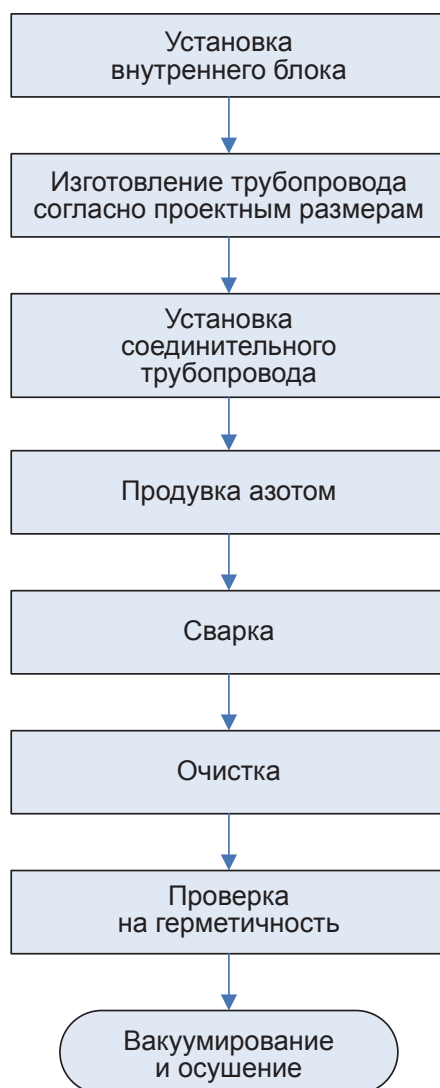 Установка
внутреннего блока
Изготовление трубопровода
согласно проектным размерам
Установка
соединительного
трубопровода
Продувка азотом
Сварка
Очистка
Проверка
на герметичность
Вакуумирование
и осушение